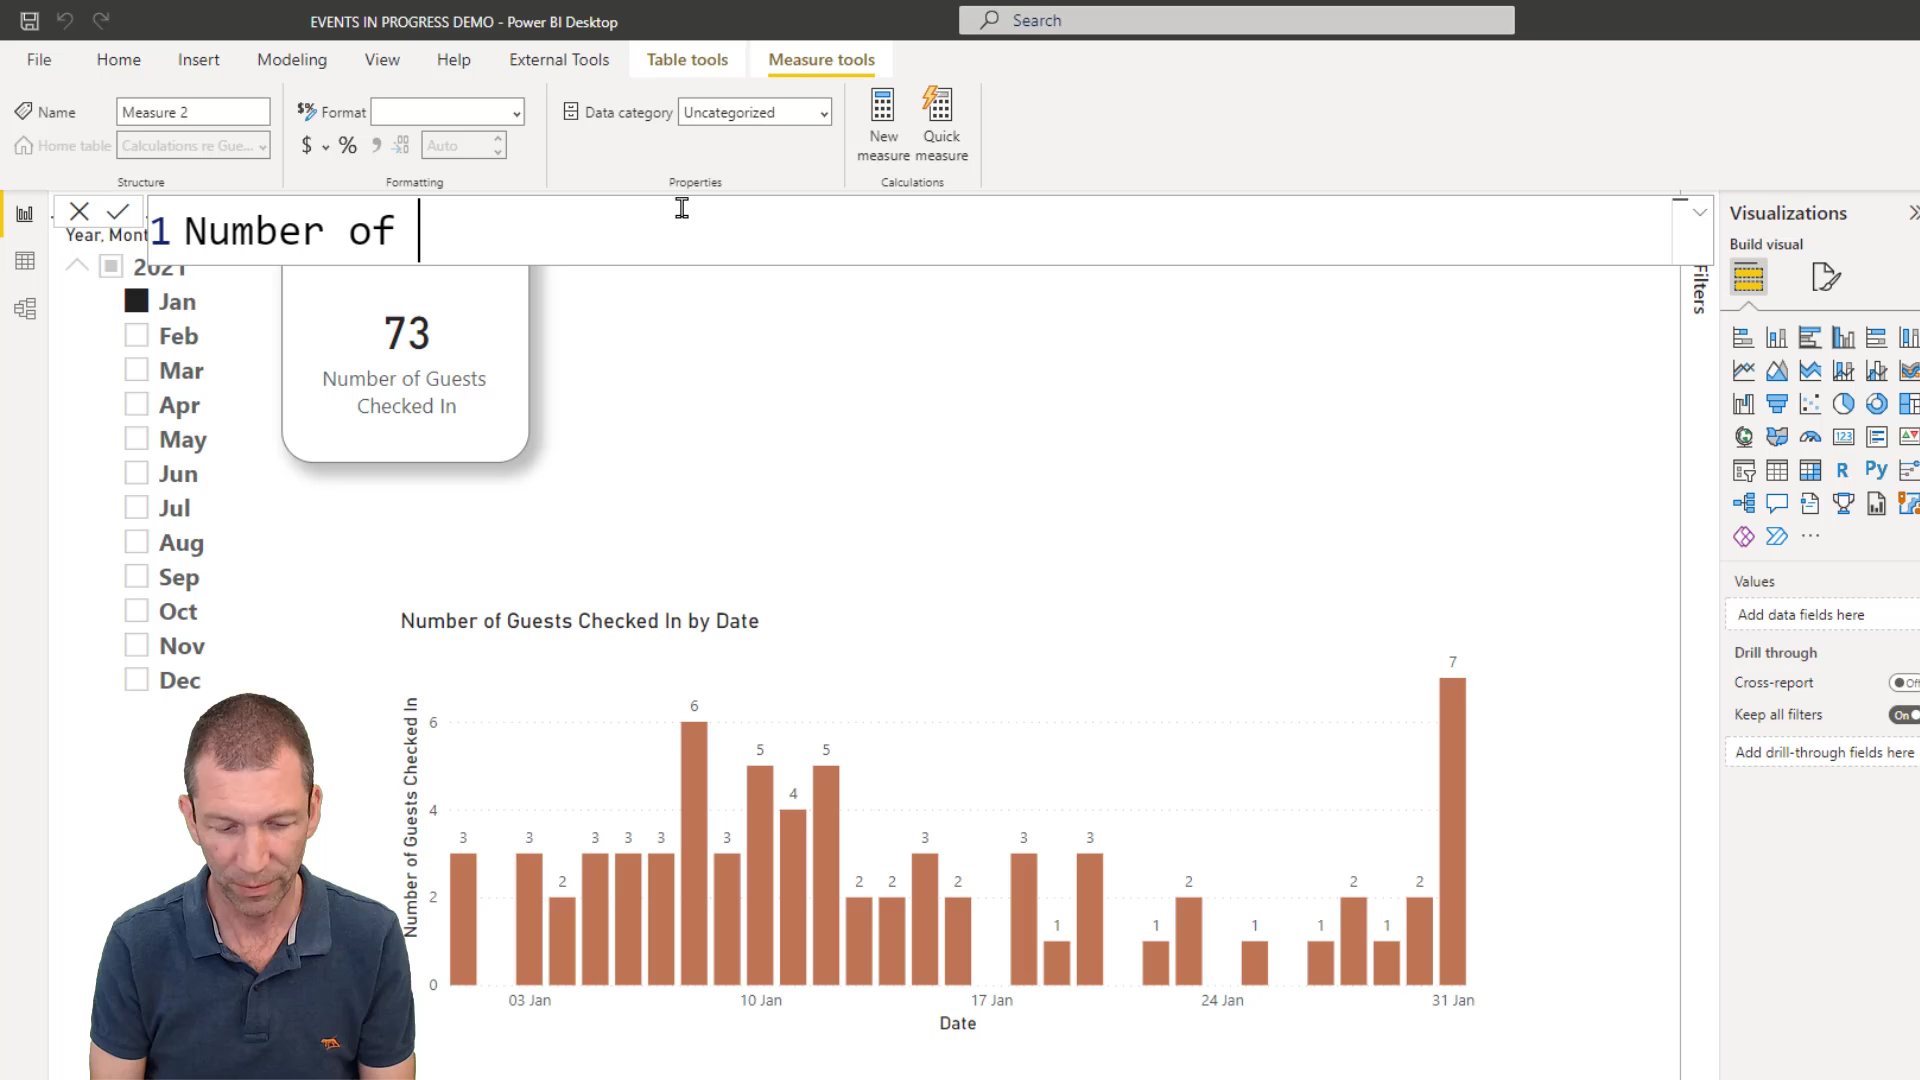 EVENTS IN PROGRESS DEMO - Power BI Desktop
Search
File Home Insert Modeling View Help External Tools Table tools Measure tools
Name Measure 2
Home table Calculations re Gue...
Structure
$% Format
$ % Auto
Formatting
Data category Uncategorized
Properties
New measure
Quick measure
Calculations
1 Number of
Year, Mont
2021
Jan
Feb
Mar
Apr
May
Jun
Jul
Aug
Sep
Oct
Nov
Dec
73
Number of Guests
Checked In
Number of Guests Checked In by Date
Number of Guests Checked In
6
4
2
0
3 3 2 3 3 3 6 3 5 4 5 2 2 3 2 3 1 3 1 2 1 1 2 1 2 7
03 Jan 10 Jan 17 Jan 24 Jan 31 Jan
Date
Filters
Visualizations
Build visual
123
R Py
Values
Add data fields here
Drill through
Cross-report Off
Keep all filters On
Add drill-through fields here